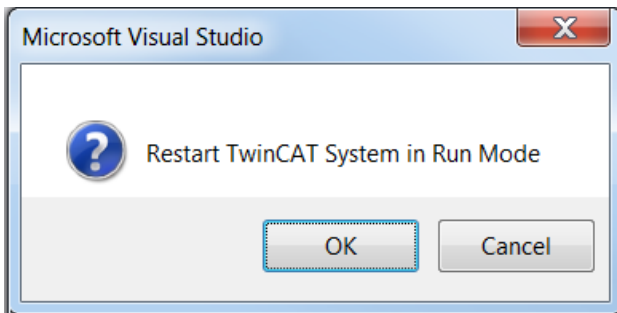 Microsoft Visual Studio
Restart TwinCAT System in Run Mode
OK
Cancel